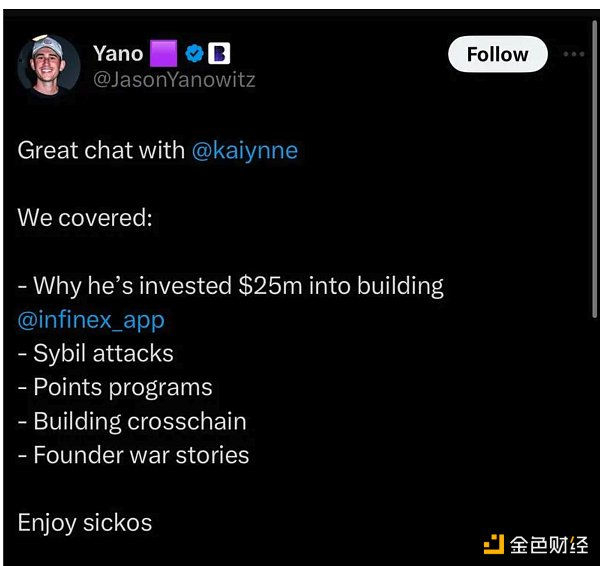 Yano
Follow
@JasonYanowitz
Great chat with @kaiynne
We covered:
- Why he’s invested $25m into building
@infinex_app
- Sybil attacks
- Points programs
- Building crosschain
- Founder war stories
Enjoy sickos
金色财经